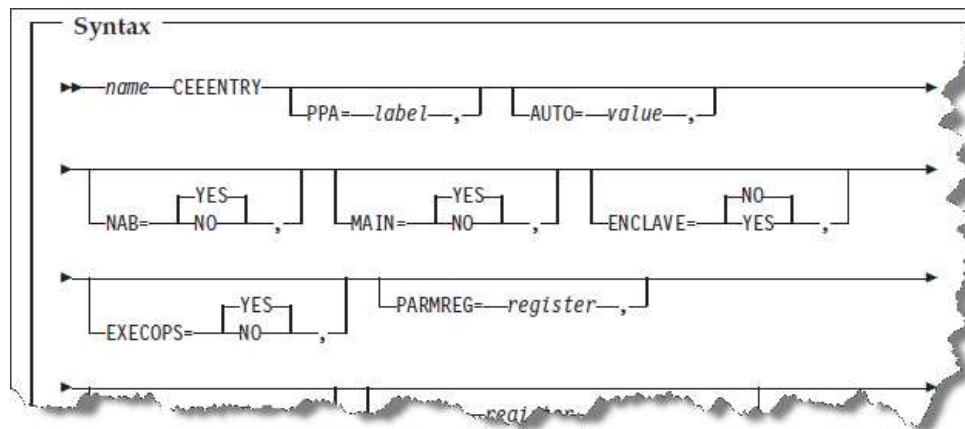 Syntax
name CEEENTRY
PPA= label , AUTO= value ,
YES YES NO
NAB= NO , MAIN= NO , ENCLAVE= YES ,
YES PARMREG= register ,
EXECOPS= NO ,
register